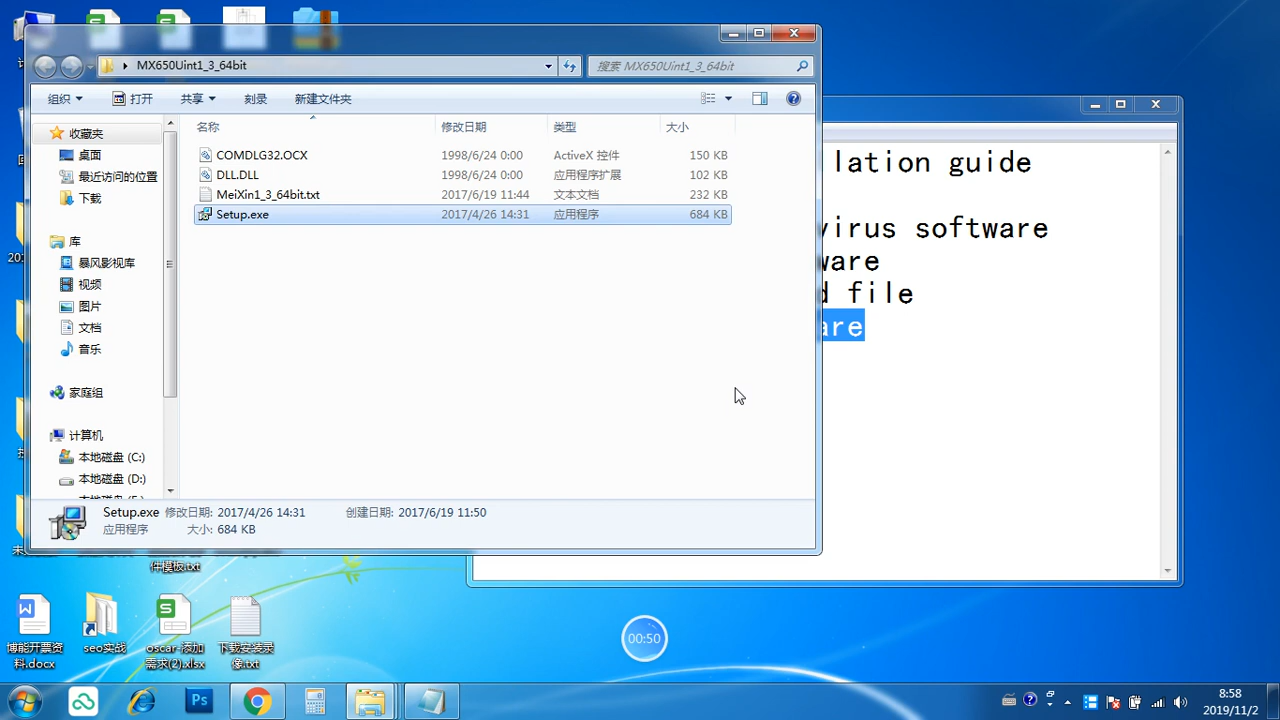 MX650Uint1_3_64bit
搜索 MX650Uint1_3_64bit
组织
打开
共享
刻录
新建文件夹
收藏夹
桌面
最近访问的位置
下载
库
暴风影视库
视频
图片
文档
音乐
家庭组
计算机
本地磁盘 (C:)
本地磁盘 (D:)
名称 修改日期 类型 大小
COMDLG32.OCX 1998/6/24 0:00 ActiveX 控件 150 KB
DLL.DLL 1998/6/24 0:00 应用程序扩展 102 KB
MeiXin1_3_64bit.txt 2017/6/19 11:44 文本文档 232 KB
Setup.exe 2017/4/26 14:31 应用程序 684 KB
Setup.exe 修改日期: 2017/4/26 14:31 创建日期: 2017/6/19 11:50
应用程序 大小: 684 KB
lation guide
virus software
ware
d file
are
件模板.txt
博能开票资
料.docx
seo实战
oscar-添加
需求(2).xlsx
下载安装录
像.txt
00:50
Ps
8:58
2019/11/2